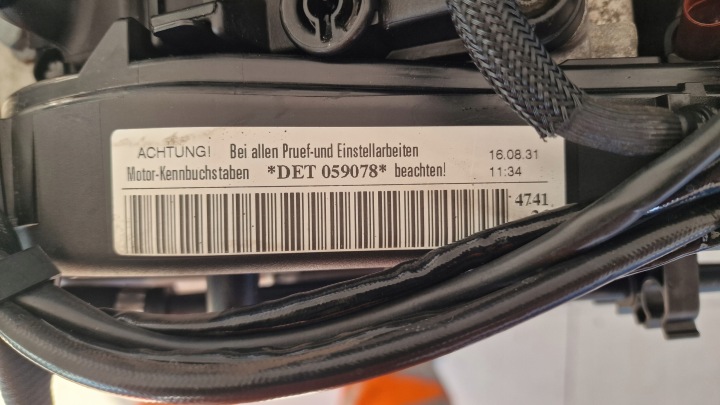 ACHTUNG! Bei allen Pruef-und Einstellarbeiten 16.08.31
Motor-Kennbuchstaben *DET 059078* beachten! 11:34
4741